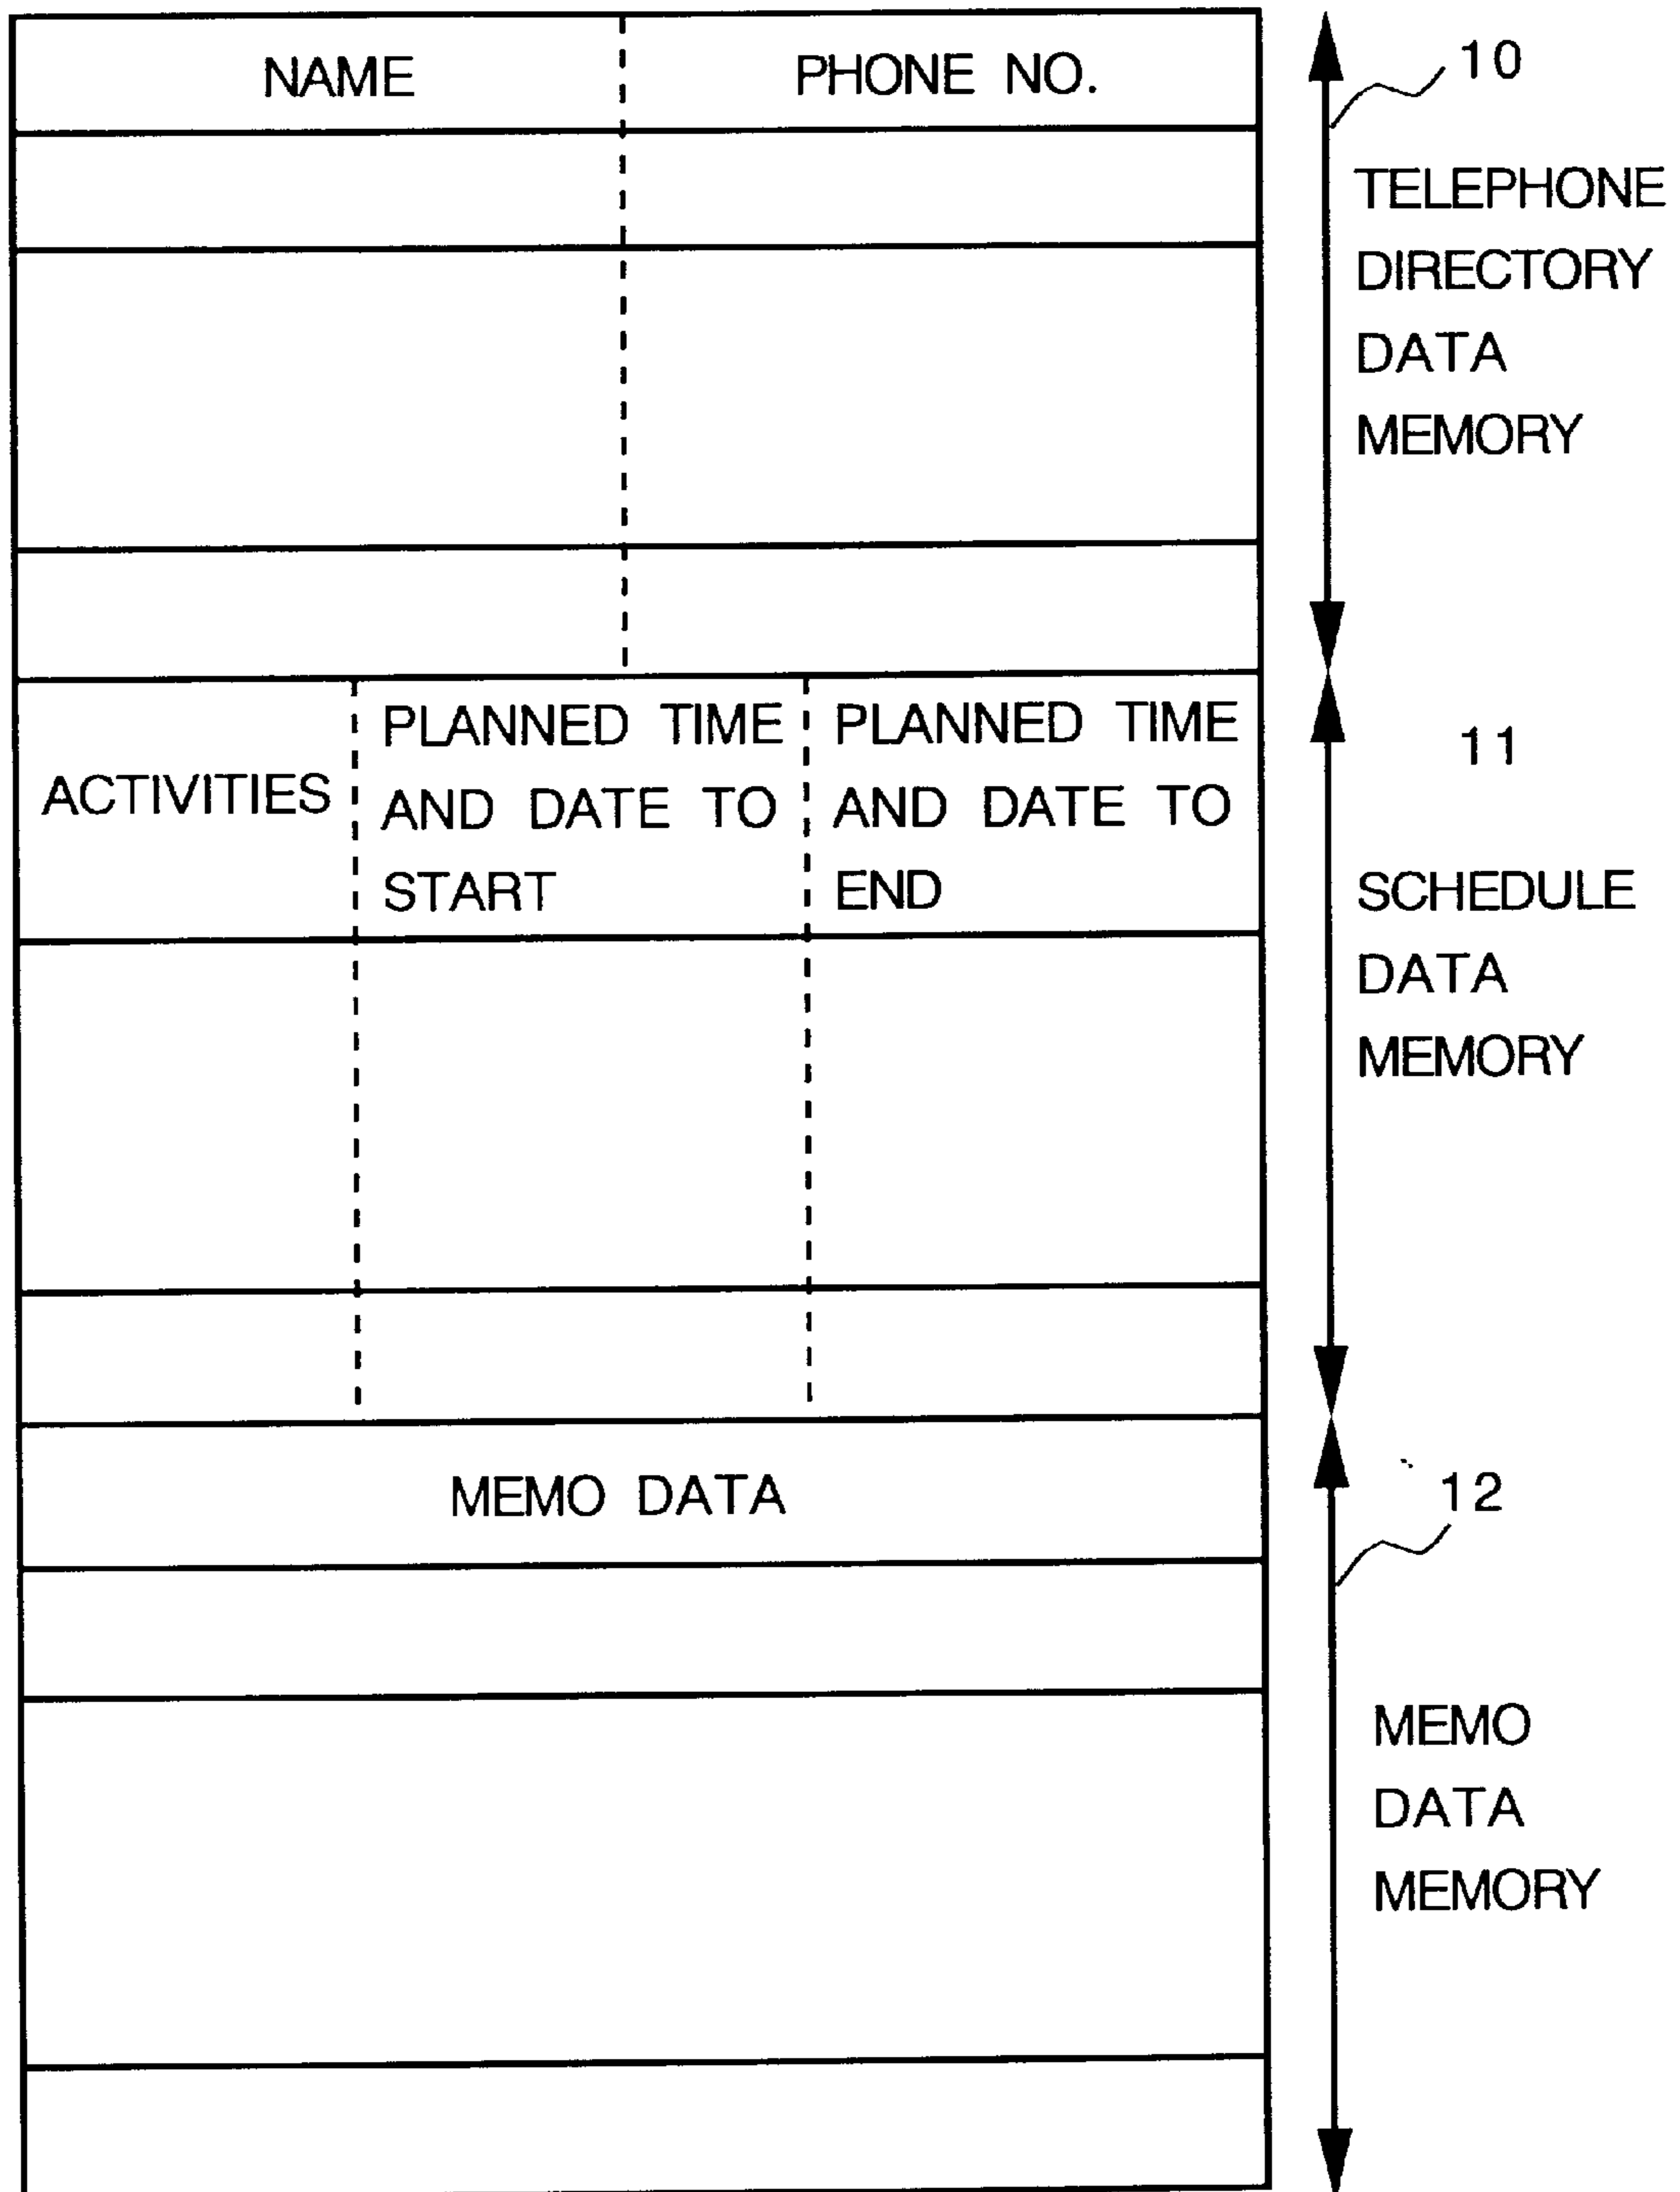 NAME
PHONE NO.
10
TELEPHONE
DIRECTORY
DATA
MEMORY
ACTIVITIES
PLANNED TIME
AND DATE TO
START
PLANNED TIME
AND DATE TO
END
11
SCHEDULE
DATA
MEMORY
MEMO DATA
12
MEMO
DATA
MEMORY